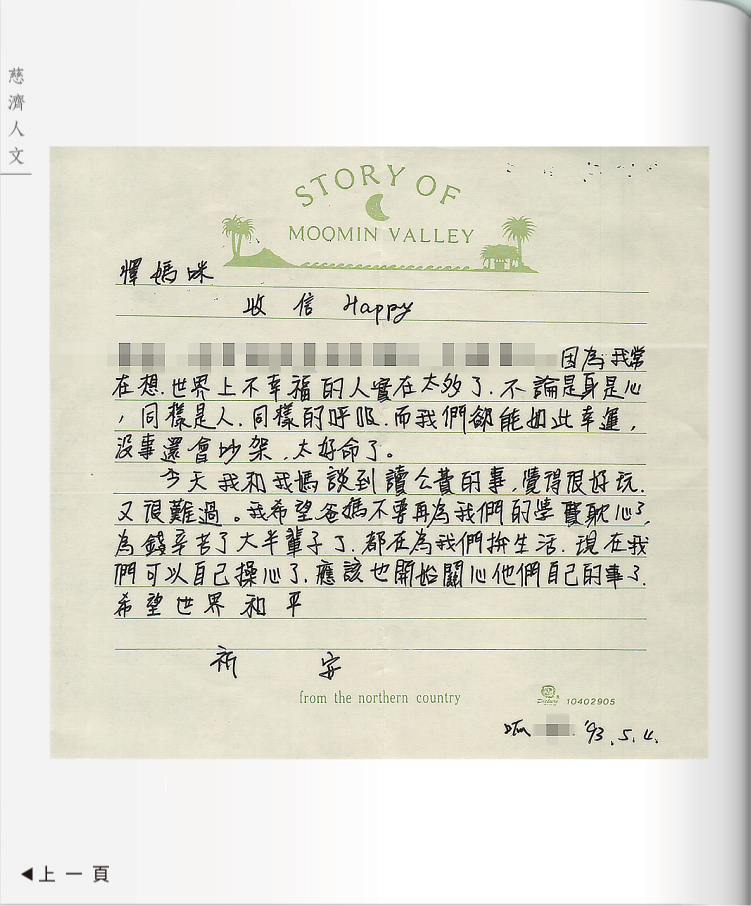 慈濟人文
STORY OF
MOOMIN VALLEY
懌媽咪
收信 Happy
因為我常
在想.世界上不幸福的人實在太多了.不論是身是心
,同樣是人.同樣的呼吸.而我們卻能如此幸運,
沒事還會吵架.太好命了。
今天我和我媽談到讀公費的事.覺得很好玩.
又很難過。我希望爸媽不要再為我們的學費耽心了,
為錢辛苦了大半輩子了.都在為我們拚生活.現在我
們可以自己操心了.應該也開始關心他們自己的事了.
希望世界和平
祈 安
from the northern country
10402905
'93.5.4.
◀上一頁